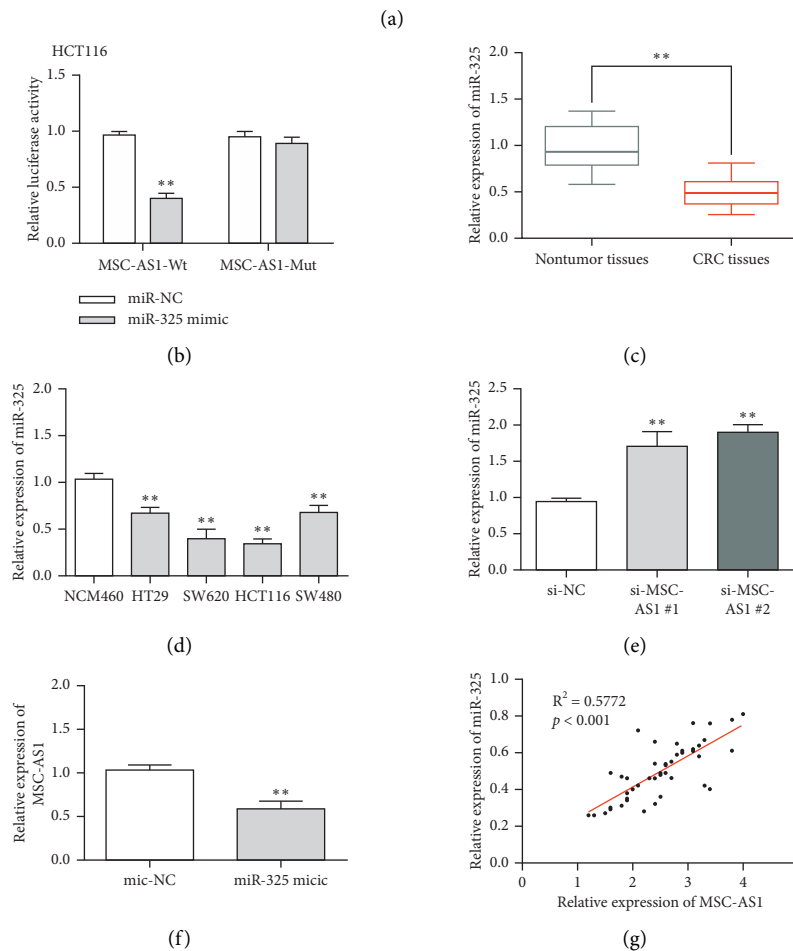 (a)
HCT116
Relative luciferase activity
1.5
1.0
0.5
0.0
**
MSC-AS1-Wt
MSC-AS1-Mut
miR-NC
miR-325 mimic
(b)
Relative expression of miR-325
2.0
1.5
1.0
0.5
0.0
**
Nontumor tissues
CRC tissues
(c)
Relative expression of miR-325
2.0
1.5
1.0
0.5
0.0
**
**
**
**
NCM460
HT29
SW620
HCT116
SW480
(d)
Relative expression of miR-325
2.5
2.0
1.5
1.0
0.5
0.0
**
**
si-NC
si-MSC-
AS1 #1
si-MSC-
AS1 #2
(e)
Relative expression of
MSC-AS1
2.0
1.5
1.0
0.5
0.0
**
mic-NC
miR-325 micic
(f)
Relative expression of miR-325
1.0
0.8
0.6
0.4
0.2
0.0
R² = 0.5772
p < 0.001
0
1
2
3
4
Relative expression of MSC-AS1
(g)